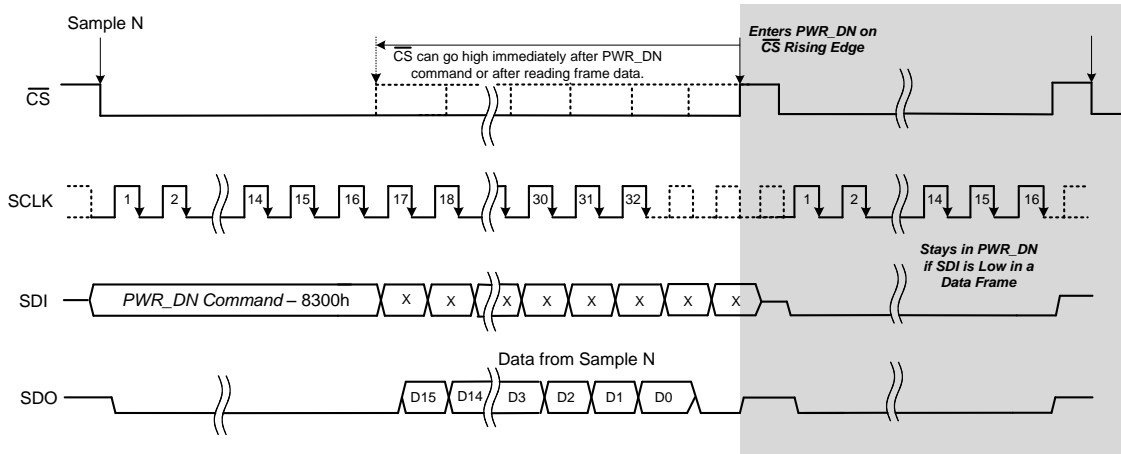 Sample N
CS can go high immediately after PWR_DN
command or after reading frame data.
Enters PWR_DN on
CS Rising Edge
CS
SCLK
1 2 14 15 16 17 18 30 31 32 1 2 14 15 16
Stays in PWR_DN
if SDI is Low in a
Data Frame
SDI
PWR_DN Command – 8300h X X X X X X X X
Data from Sample N
SDO
D15 D14 D3 D2 D1 D0